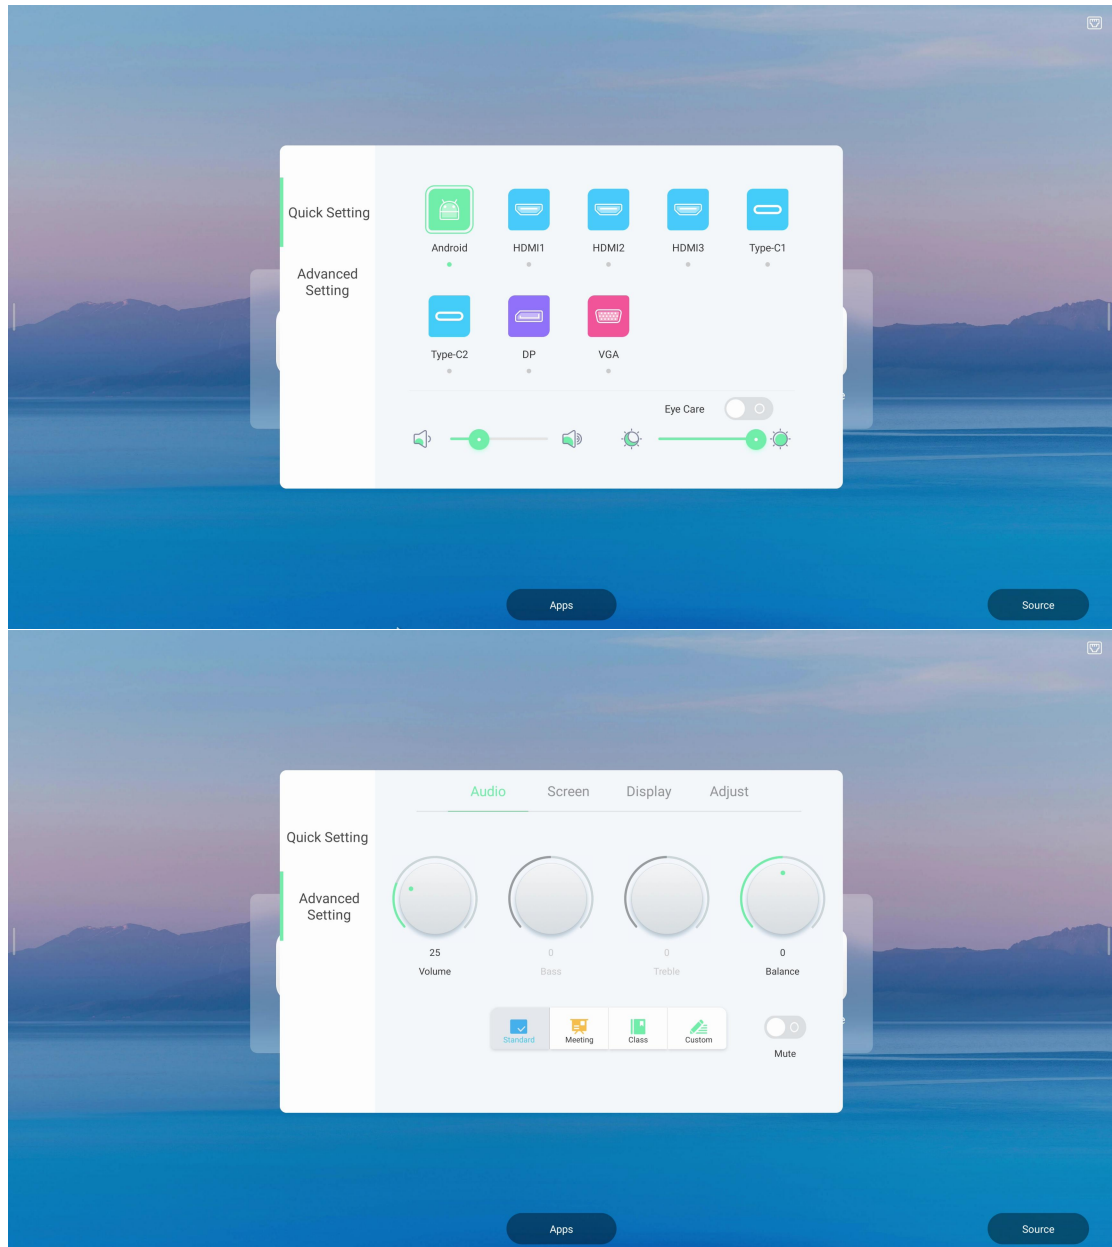 Quick Setting
Advanced
Setting
Android
HDMI1
HDMI2
HDMI3
Type-C1
Type-C2
DP
VGA
Eye Care
Apps
Source
Audio
Screen
Display
Adjust
Quick Setting
Advanced
Setting
25
0
0
0
Volume
Bass
Treble
Balance
Standard
Meeting
Class
Custom
Mute
Apps
Source